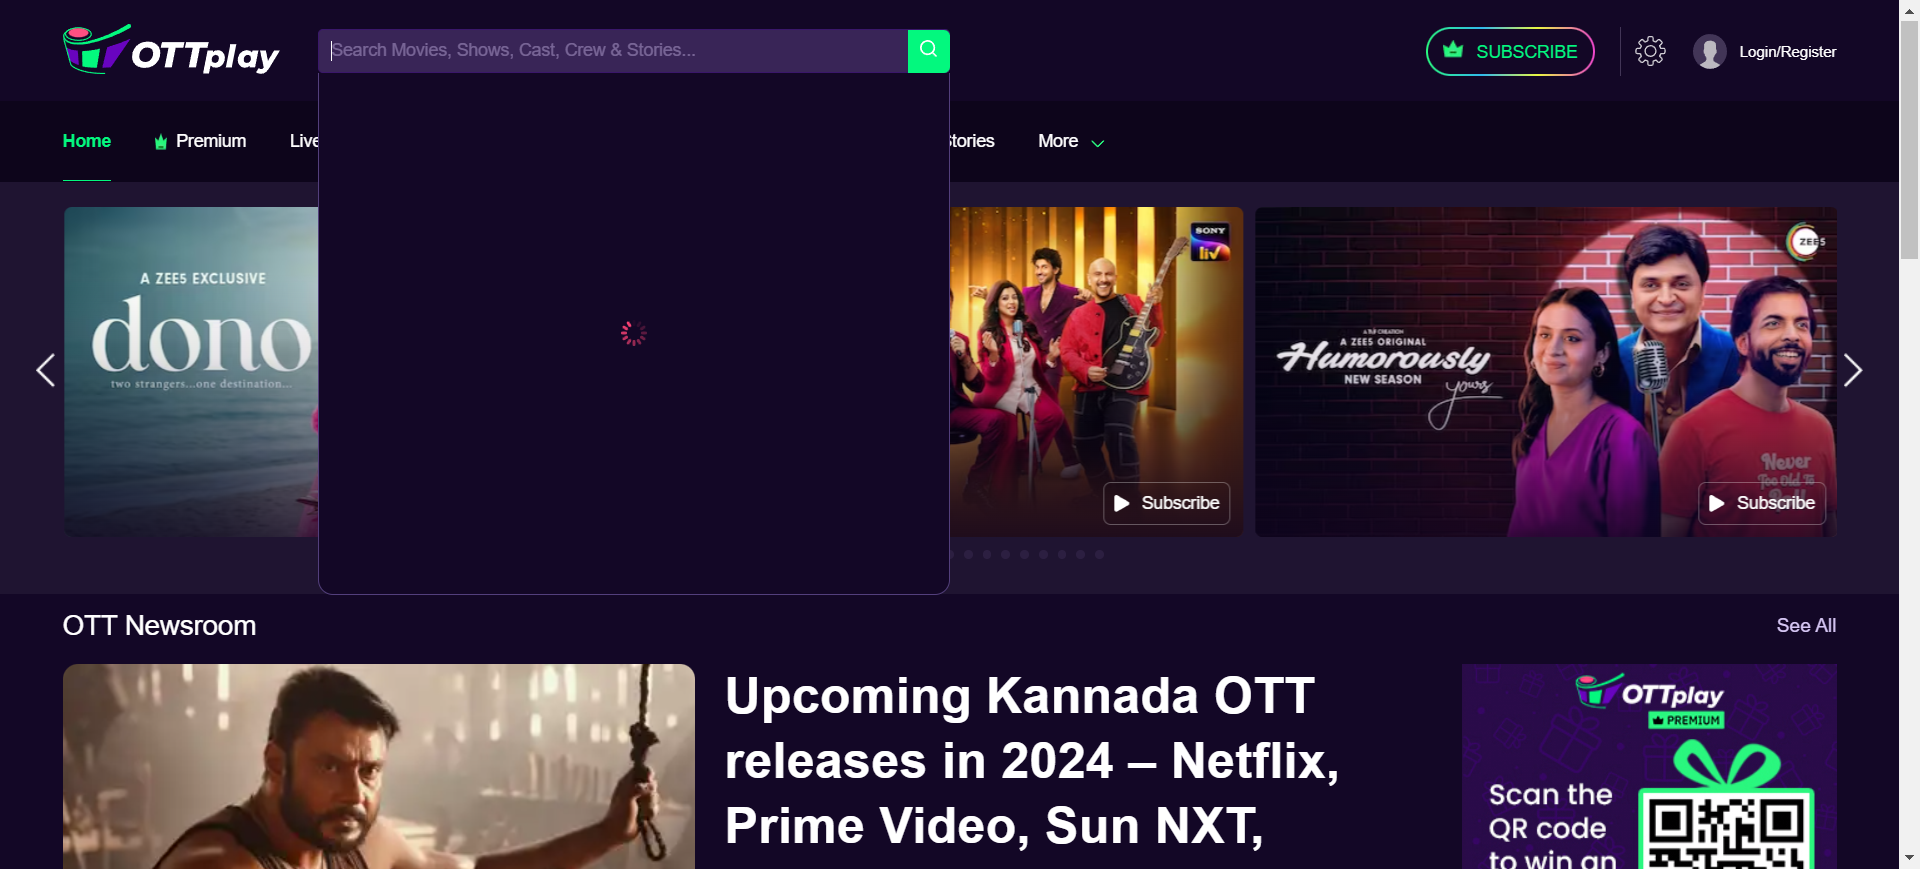 OTTplay
Search Movies, Shows, Cast, Crew & Stories...
SUBSCRIBE
Login/Register
Home
Premium
Live
Stories
More
A ZEE5 EXCLUSIVE
dono
two strangers...one destination...
SONY
liv
Subscribe
ZEE5
A TVF CREATION
A ZEE5 ORIGINAL
Humorously
NEW SEASON
yours
Never
Too Old To
Subscribe
OTT Newsroom
See All
Upcoming Kannada OTT
releases in 2024 – Netflix,
Prime Video, Sun NXT,
OTTplay
PREMIUM
Scan the
QR code
to win an